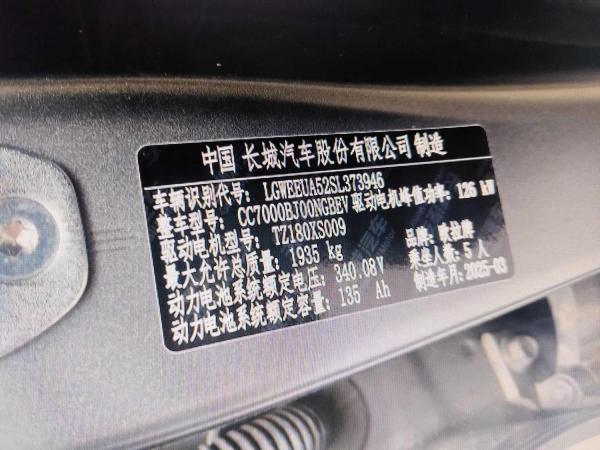 中国 长城汽车股份有限公司 制造
车辆识别代号: LGWEEUA52SL373946
整车型号: CC7000BJ00NGBEV 驱动电机峰值功率: 126 kW
驱动电机型号: TZ180XS009
最大允许总质量: 1935 kg 品牌: 欧拉牌
动力电池系统额定电压: 340.08V 乘坐人数: 5 人
动力电池系统额定容量: 135 Ah 制造年月: 2025-03